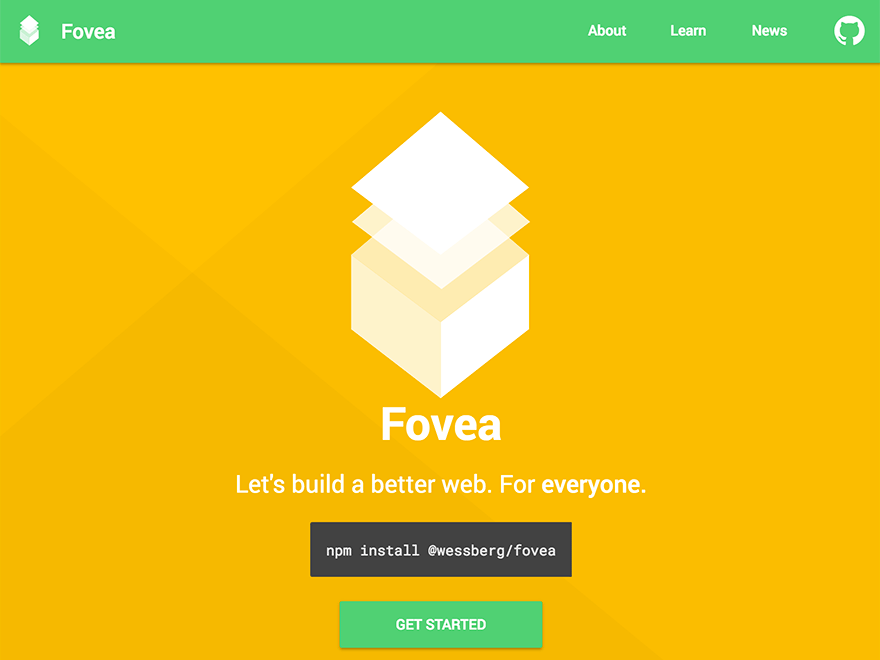 Fovea
About
Learn
News
Fovea
Let's build a better web. For everyone.
npm install @wessberg/fovea
GET STARTED